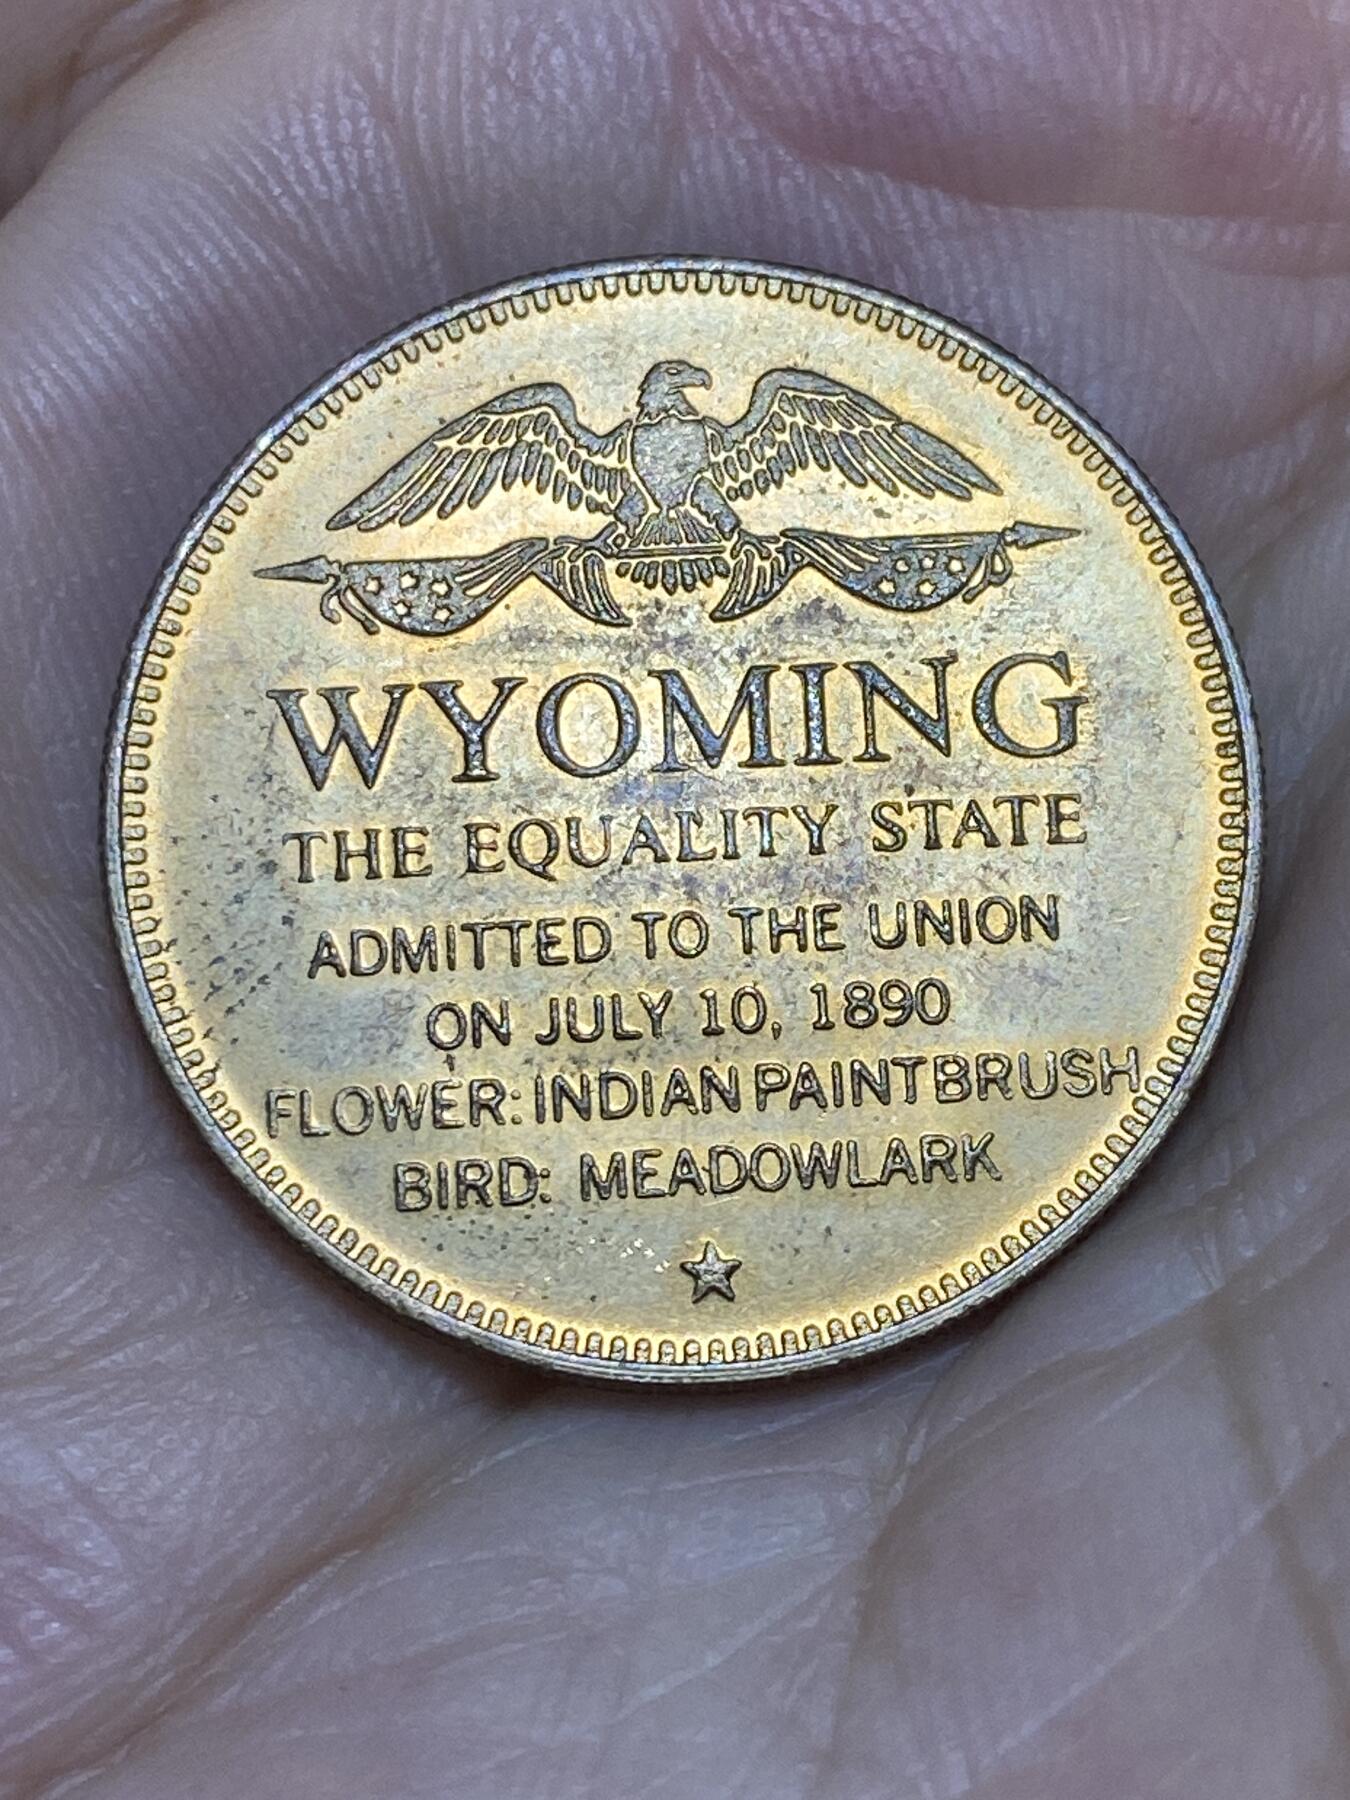 WYOMING
THE EQUALITY STATE
ADMITTED TO THE UNION
ON JULY 10, 1890
FLOWER: INDIAN PAINTBRUSH
BIRD: MEADOWLARK